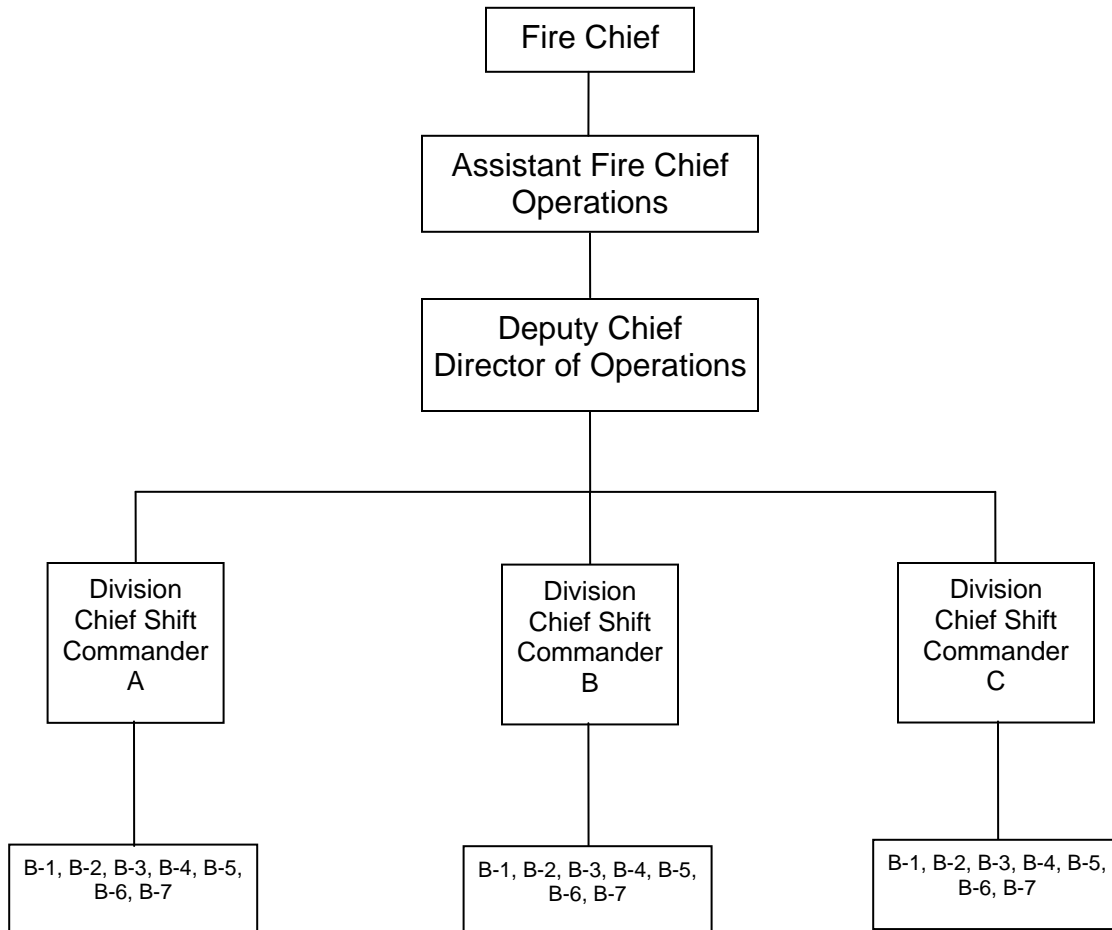 Fire Chief
Assistant Fire Chief
Operations
Deputy Chief
Director of Operations
Division
Chief Shift
Commander
A
Division
Chief Shift
Commander
B
Division
Chief Shift
Commander
C
B-1, B-2, B-3, B-4, B-5,
B-6, B-7
B-1, B-2, B-3, B-4, B-5,
B-6, B-7
B-1, B-2, B-3, B-4, B-5,
B-6, B-7